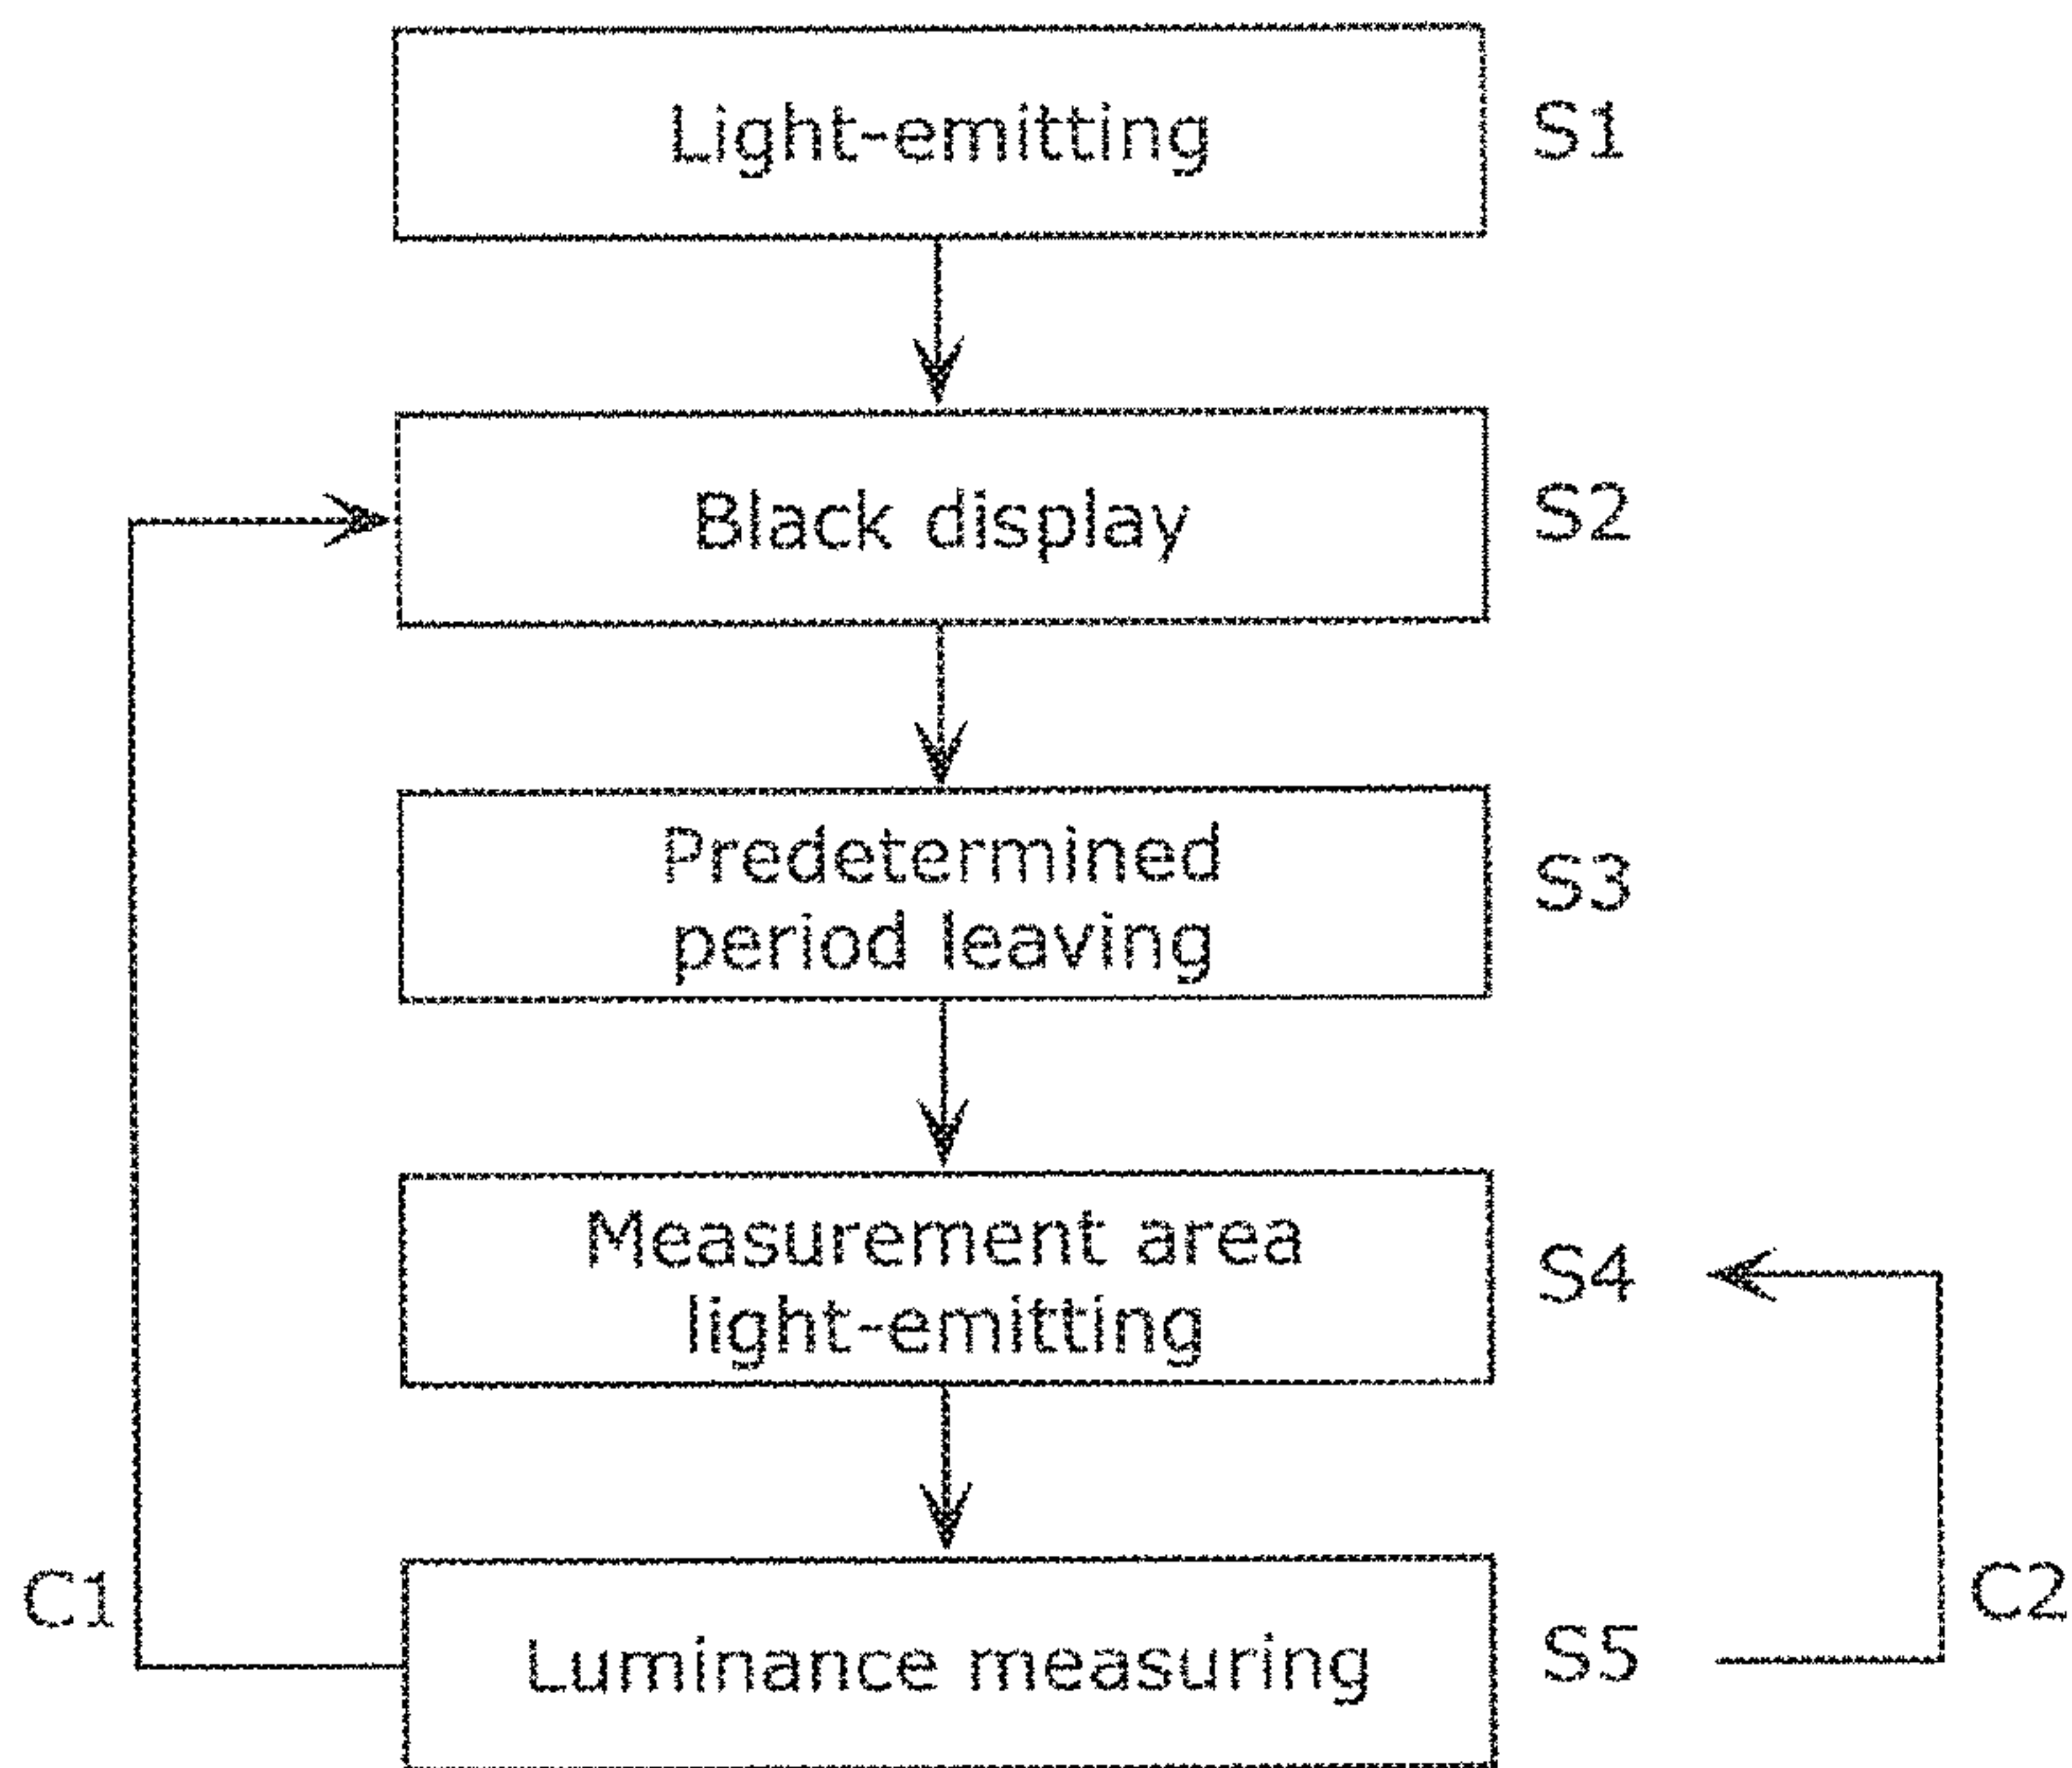 Light-emitting
S1
Black display
S2
Predetermined
period leaving
S3
Measurement area
light-emitting
S4
Luminance measuring
S5
C1
C2